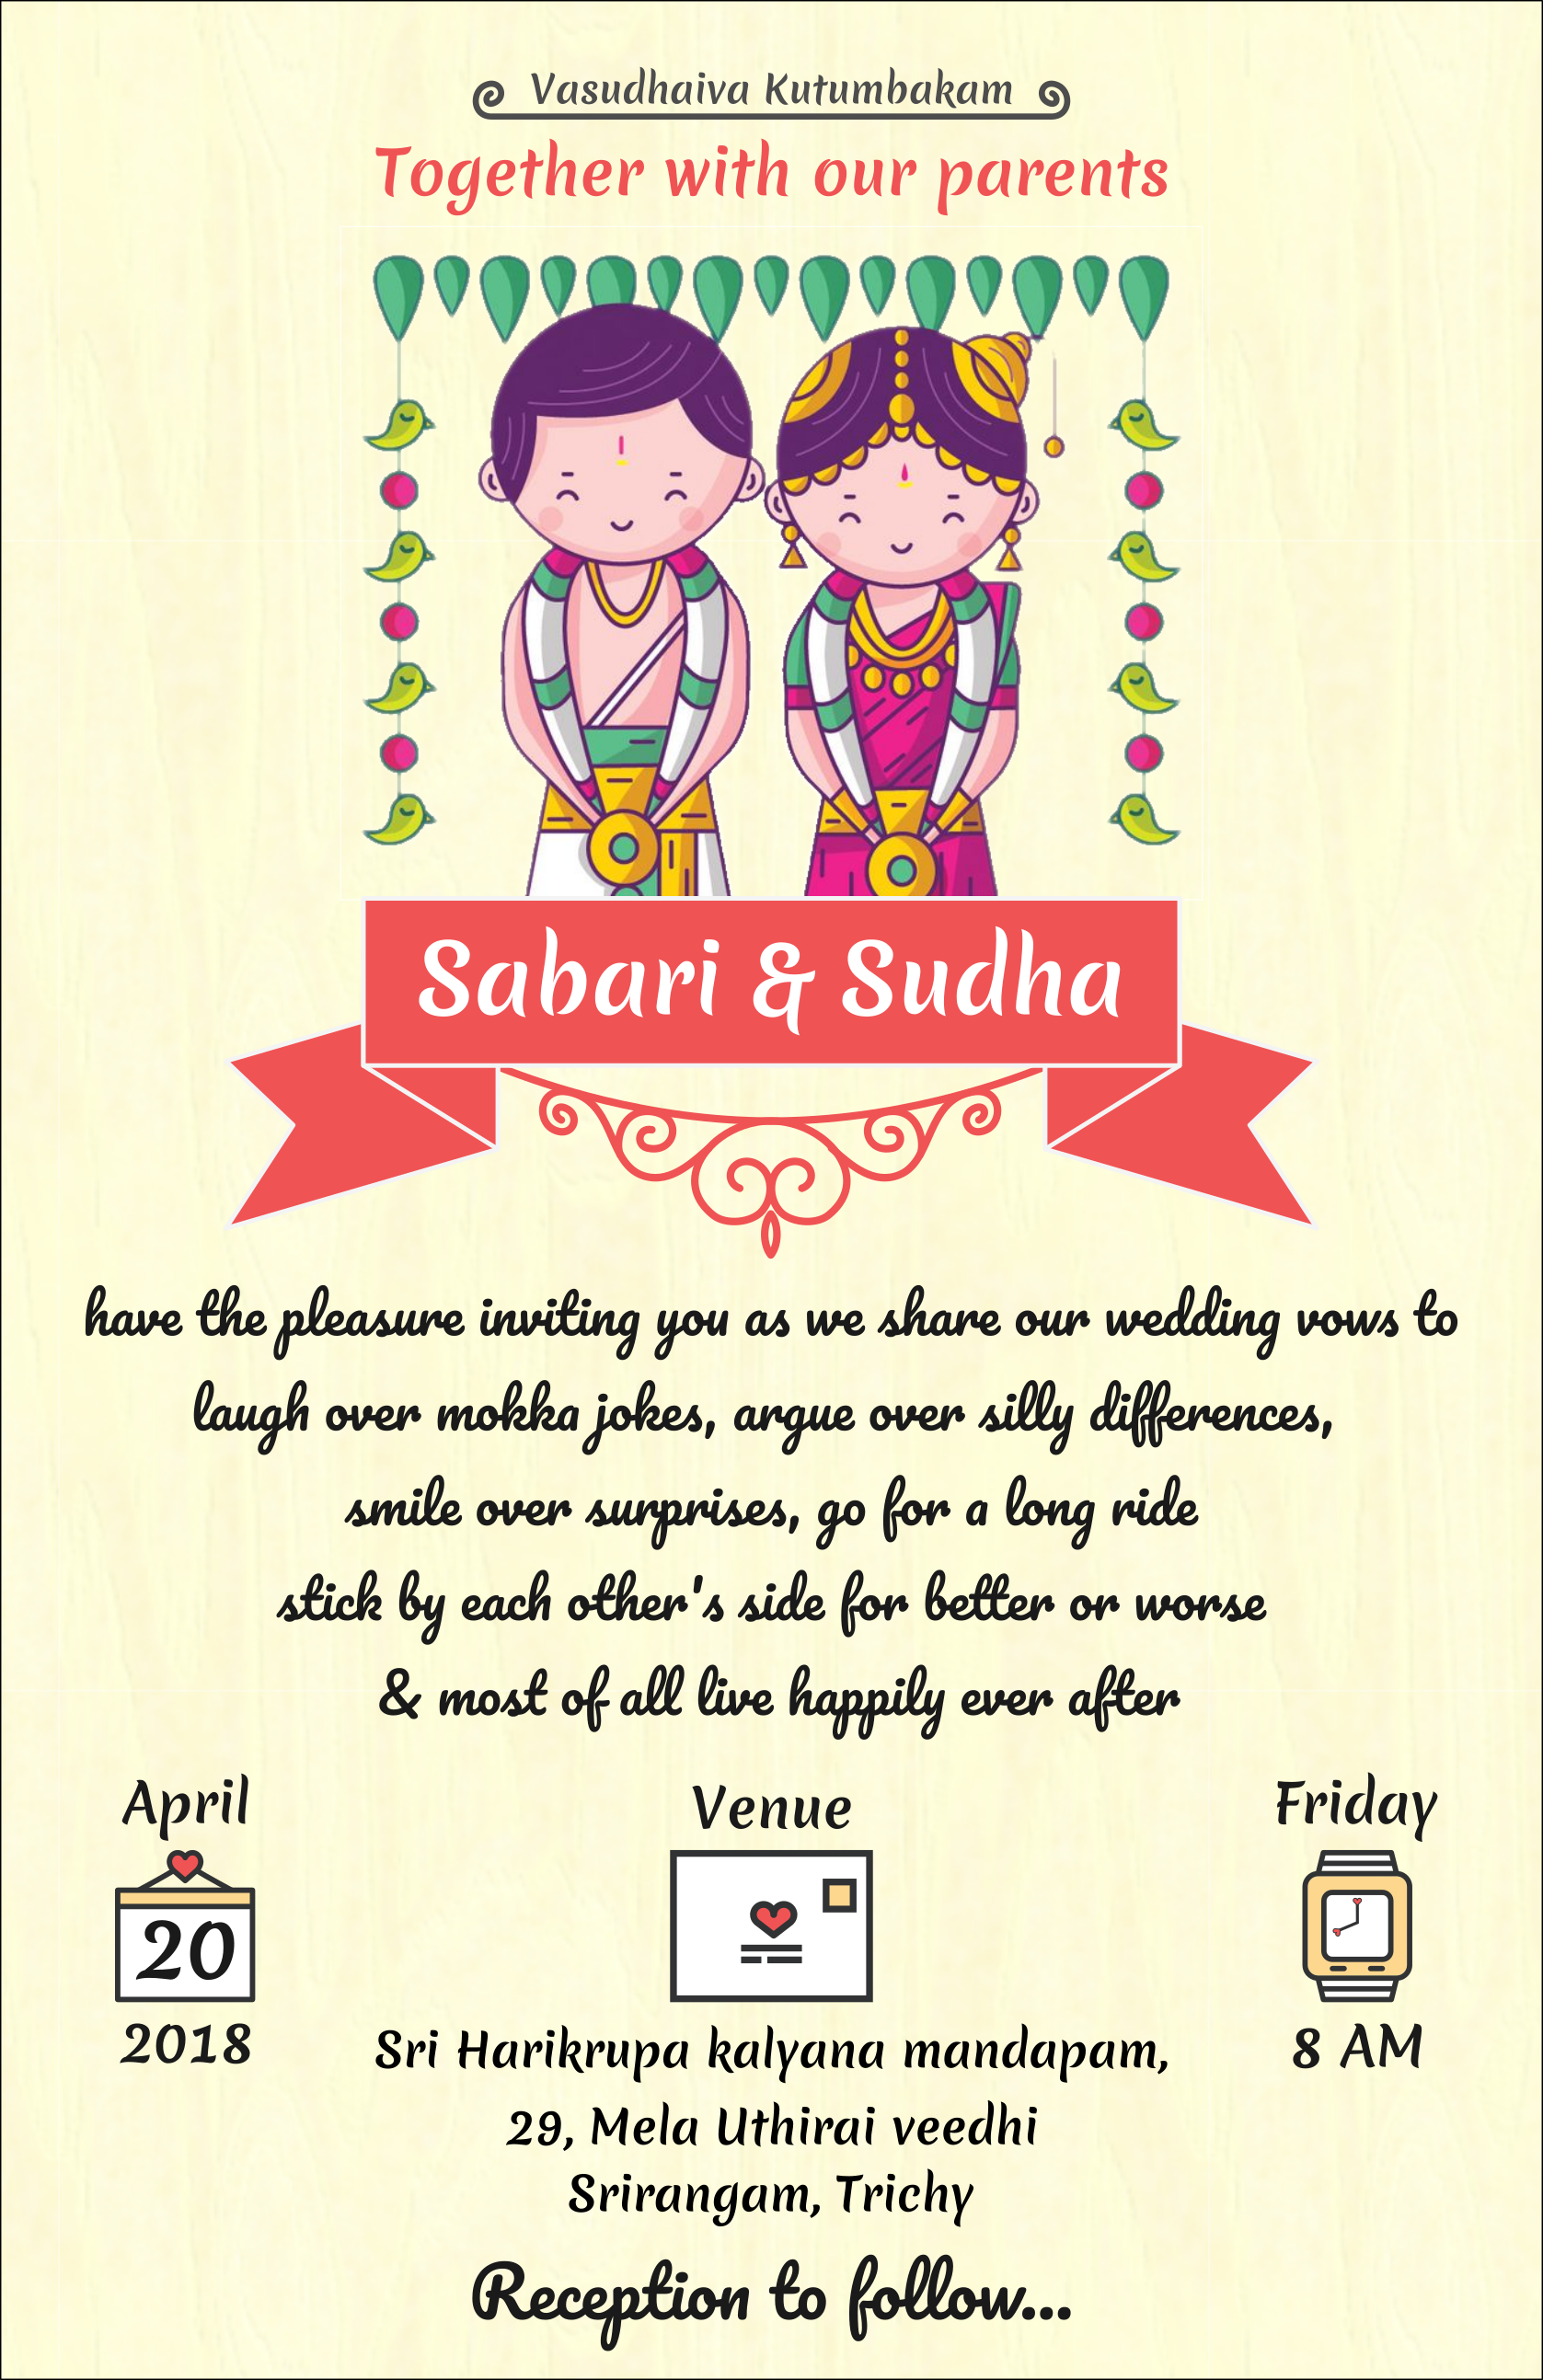 Vasudhaiva Kutumbakam
Together with our parents
Sabari & Sudha
have the pleasure inviting you as we share our wedding vows to
laugh over mokka jokes, argue over silly differences,
smile over surprises, go for a long ride
stick by each other's side for better or worse
& most of all live happily ever after
April
20
2018
Venue
Sri Harikrupa kalyana mandapam,
29, Mela Uthirai veedhi
Srirangam, Trichy
Friday
8 AM
Reception to follow...